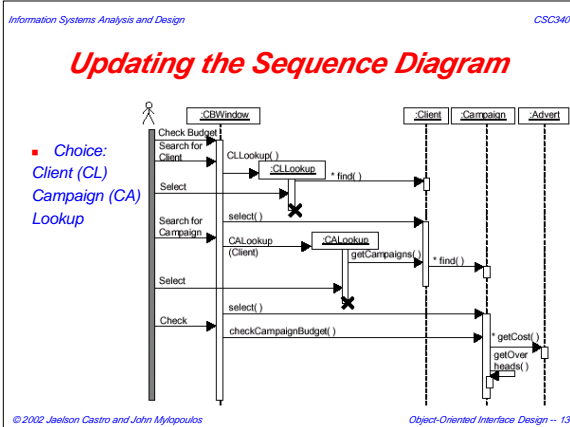 Information Systems Analysis and Design
CSC340
Updating the Sequence Diagram
Choice:
Client (CL)
Campaign (CA)
Lookup
:CBWindow
:Client
:Campaign
:Advert
Check Budget
Search for
Client
CLLookup( )
:CLLookup
* find( )
Select
Search for
Campaign
select( )
CALookup
(Client)
:CALookup
getCampaigns( )
* find( )
Select
select( )
Check
checkCampaignBudget( )
* getCost( )
getOver
heads( )
© 2002 Jaelson Castro and John Mylopoulos
Object-Oriented Interface Design -- 13